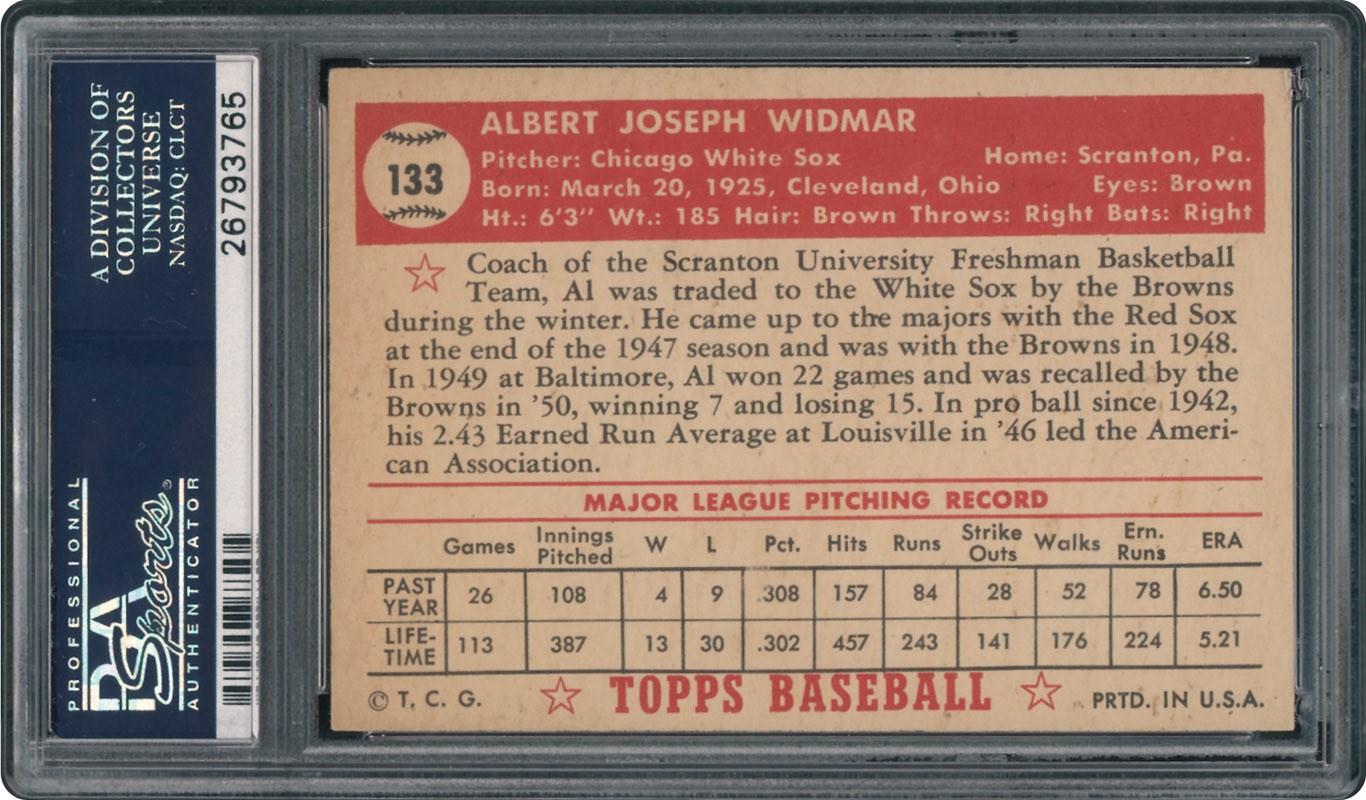 A DIVISION OF
COLLECTORS
UNIVERSE
NASDAQ: CLCT
PROFESSIONAL
PSA
Sports®
AUTHENTICATOR
26793765
133
ALBERT JOSEPH WIDMAR
Pitcher: Chicago White Sox Home: Scranton, Pa.
Born: March 20, 1925, Cleveland, Ohio Eyes: Brown
Ht.: 6'3" Wt.: 185 Hair: Brown Throws: Right Bats: Right
Coach of the Scranton University Freshman Basketball
Team, Al was traded to the White Sox by the Browns
during the winter. He came up to the majors with the Red Sox
at the end of the 1947 season and was with the Browns in 1948.
In 1949 at Baltimore, Al won 22 games and was recalled by the
Browns in '50, winning 7 and losing 15. In pro ball since 1942,
his 2.43 Earned Run Average at Louisville in '46 led the Ameri-
can Association.
MAJOR LEAGUE PITCHING RECORD
Games Innings Pitched W L Pct. Hits Runs Strike Outs Walks Ern. Runs ERA
PAST YEAR 26 108 4 9 .308 157 84 28 52 78 6.50
LIFE-TIME 113 387 13 30 .302 457 243 141 176 224 5.21
© T. C. G. TOPPS BASEBALL PRTD. IN U.S.A.